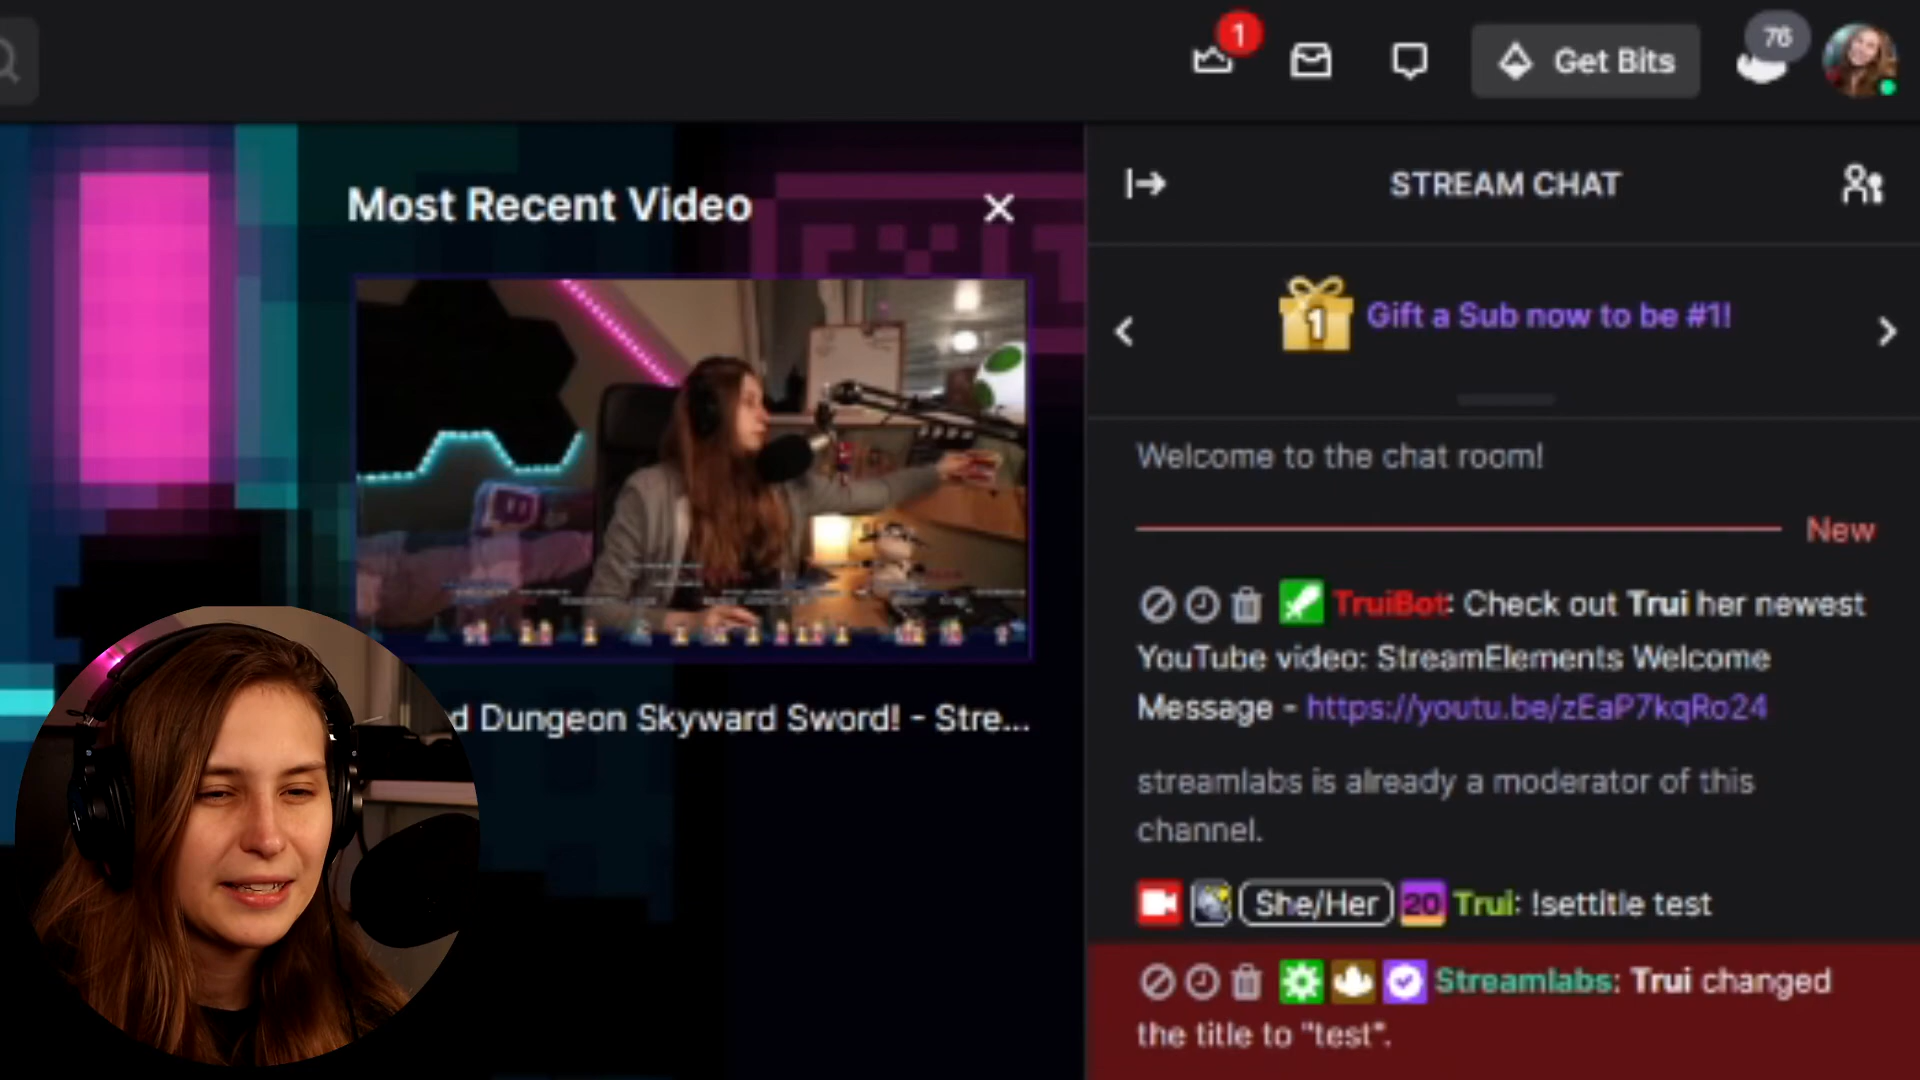 1
Get Bits
76
Most Recent Video
STREAM CHAT
1
Gift a Sub now to be #1!
Welcome to the chat room!
New
TruiBot: Check out Trui her newest
YouTube video: StreamElements Welcome
Message - https://youtu.be/zEaP7kqRo24
d Dungeon Skyward Sword! - Stre...
streamlabs is already a moderator of this
channel.
She/Her 20 Trui: !settitle test
Streamlabs: Trui changed
the title to "test".